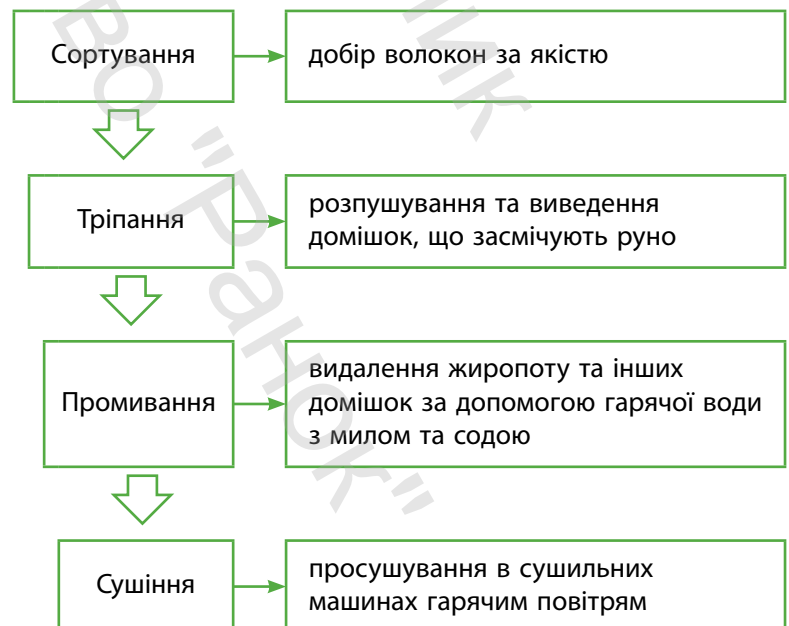 Сортування
добір волокон за якістю
Тріпання
розпушування та виведення
домішок, що засмічують руно
Промивання
видалення жиропоту та інших
домішок за допомогою гарячої води
з милом та содою
Сушіння
просушування в сушильних
машинах гарячим повітрям
"Ранок"